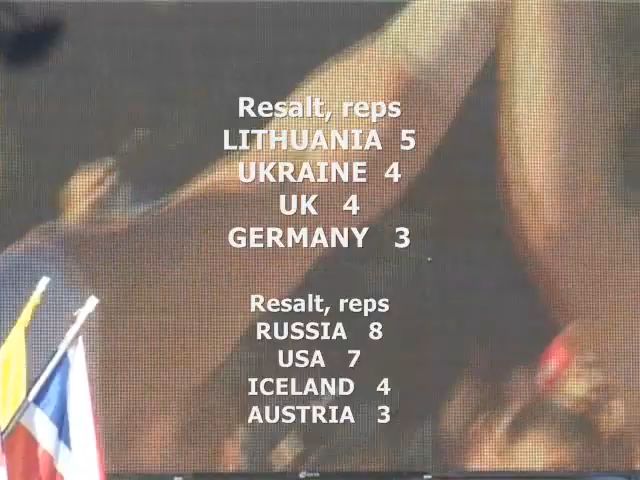 Resalt, reps
LITHUANIA 5
UKRAINE 4
UK 4
GERMANY 3
Resalt, reps
RUSSIA 8
USA 7
ICELAND 4
AUSTRIA 3